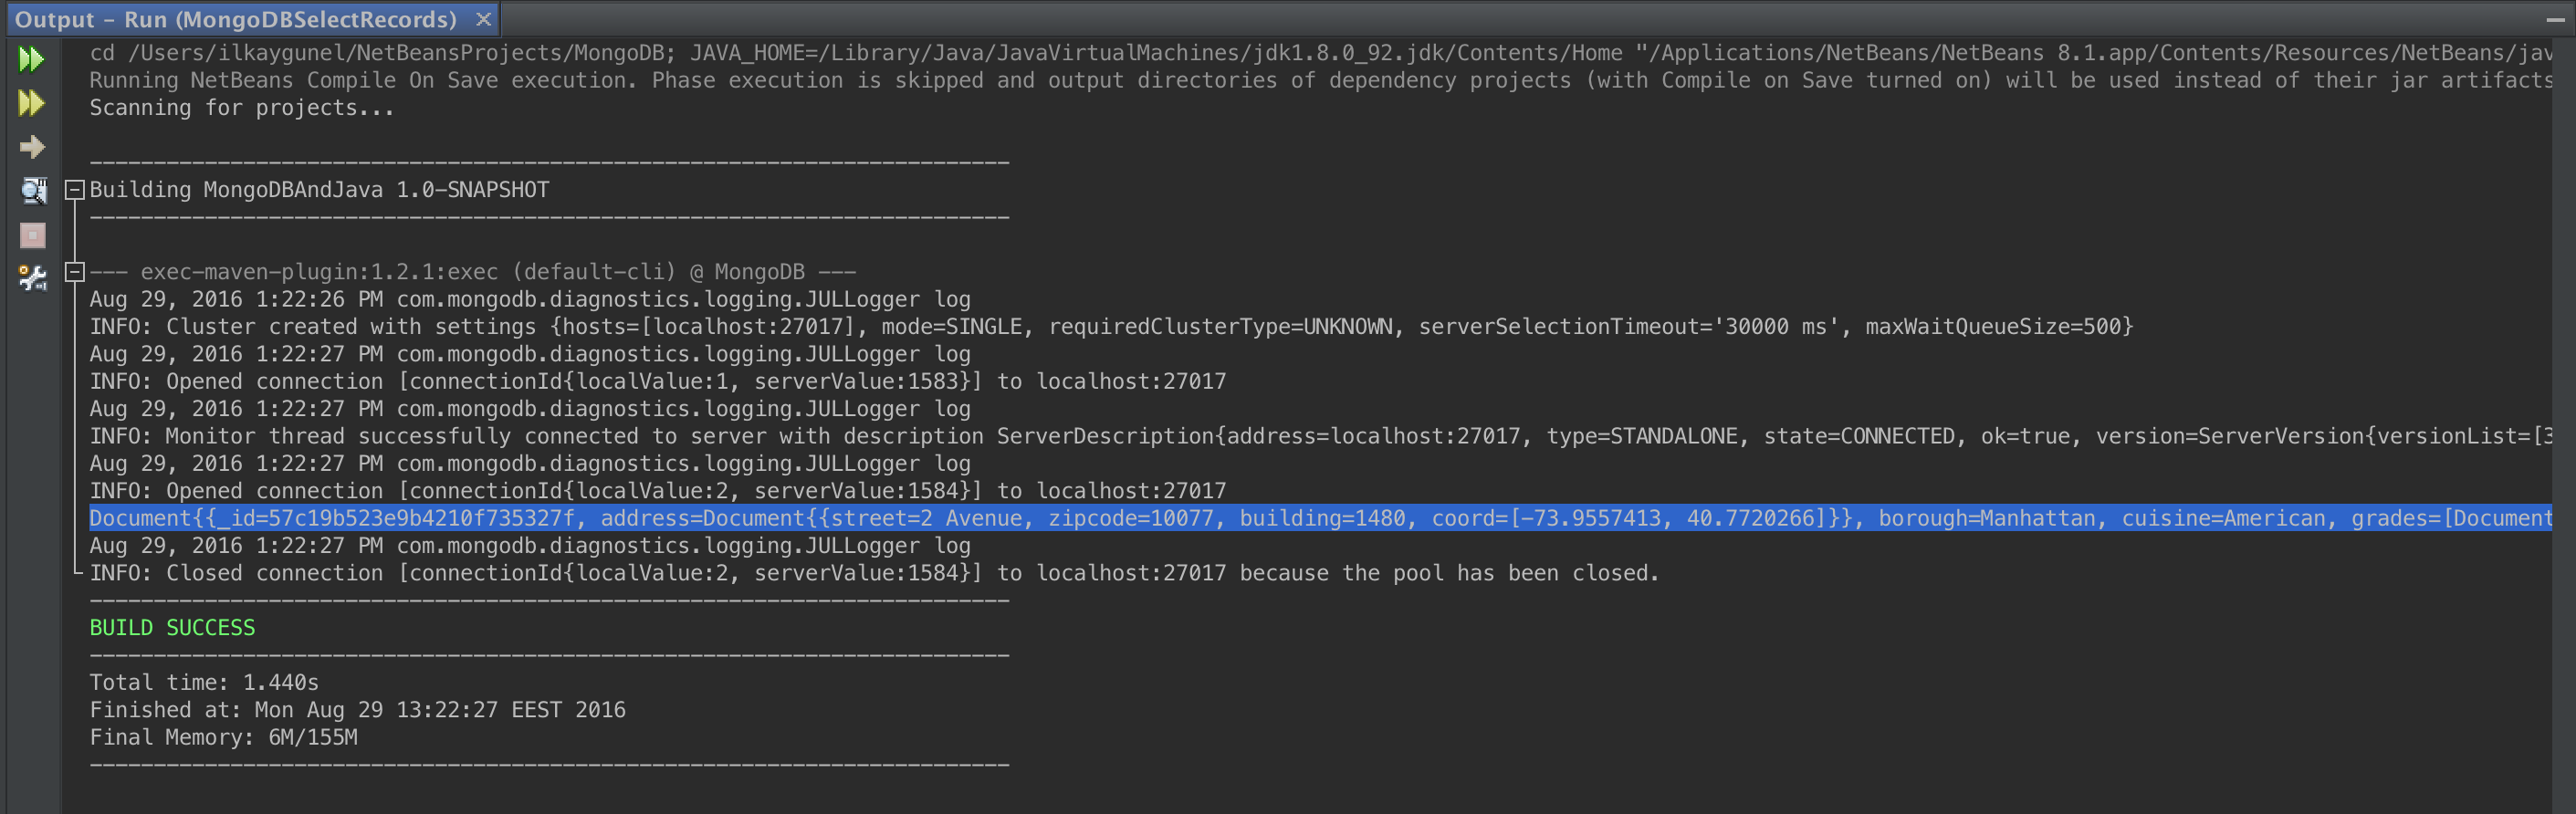 Output - Run (MongoDBSelectRecords)
cd /Users/ilkaygunel/NetBeansProjects/MongoDB; JAVA_HOME=/Library/Java/JavaVirtualMachines/jdk1.8.0_92.jdk/Contents/Home "/Applications/NetBeans/NetBeans 8.1.app/Contents/Resources/NetBeans/jav
Running NetBeans Compile On Save execution. Phase execution is skipped and output directories of dependency projects (with Compile on Save turned on) will be used instead of their jar artifacts
Scanning for projects...
------------------------------------------------------------------------
Building MongoDBAndJava 1.0-SNAPSHOT
------------------------------------------------------------------------
--- exec-maven-plugin:1.2.1:exec (default-cli) @ MongoDB ---
Aug 29, 2016 1:22:26 PM com.mongodb.diagnostics.logging.JULLogger log
INFO: Cluster created with settings {hosts=[localhost:27017], mode=SINGLE, requiredClusterType=UNKNOWN, serverSelectionTimeout='30000 ms', maxWaitQueueSize=500}
Aug 29, 2016 1:22:27 PM com.mongodb.diagnostics.logging.JULLogger log
INFO: Opened connection [connectionId{localValue:1, serverValue:1583}] to localhost:27017
Aug 29, 2016 1:22:27 PM com.mongodb.diagnostics.logging.JULLogger log
INFO: Monitor thread successfully connected to server with description ServerDescription{address=localhost:27017, type=STANDALONE, state=CONNECTED, ok=true, version=ServerVersion{versionList=[3
Aug 29, 2016 1:22:27 PM com.mongodb.diagnostics.logging.JULLogger log
INFO: Opened connection [connectionId{localValue:2, serverValue:1584}] to localhost:27017
Document{{_id=57c19b523e9b4210f735327f, address=Document{{street=2 Avenue, zipcode=10077, building=1480, coord=[-73.9557413, 40.7720266]}}, borough=Manhattan, cuisine=American, grades=[Document
Aug 29, 2016 1:22:27 PM com.mongodb.diagnostics.logging.JULLogger log
INFO: Closed connection [connectionId{localValue:2, serverValue:1584}] to localhost:27017 because the pool has been closed.
------------------------------------------------------------------------
BUILD SUCCESS
------------------------------------------------------------------------
Total time: 1.440s
Finished at: Mon Aug 29 13:22:27 EEST 2016
Final Memory: 6M/155M
------------------------------------------------------------------------